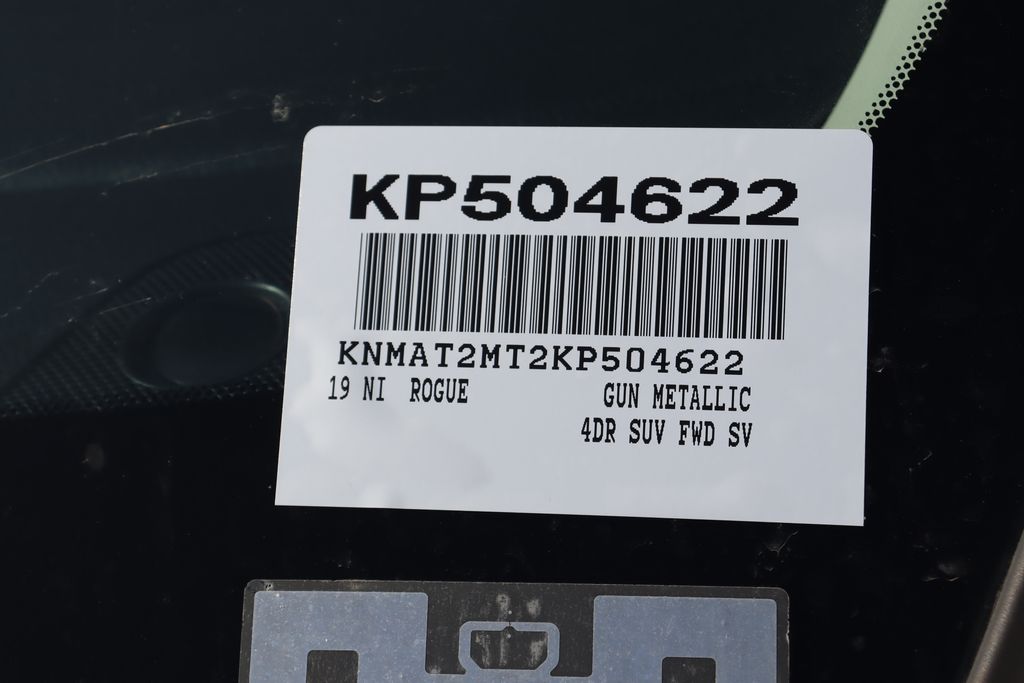 KP504622
KNMAT2MT2KP504622
19 NI ROGUE GUN METALLIC
4DR SUV FWD SV